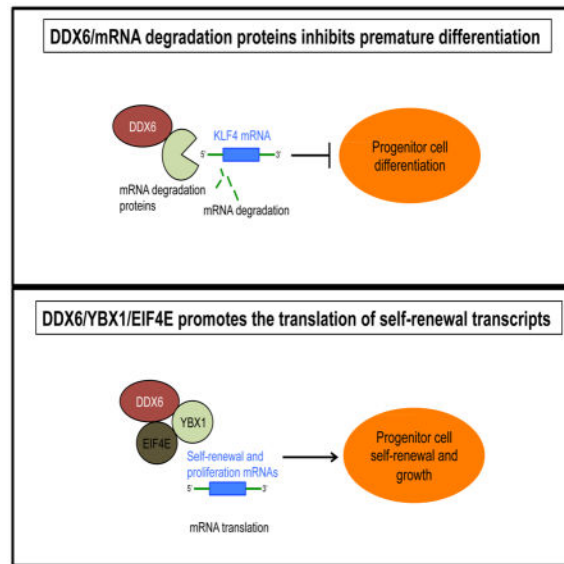 DDX6/mRNA degradation proteins inhibits premature differentiation
DDX6
KLF4 mRNA
5'
3'
mRNA degradation
proteins
mRNA degradation
Progenitor cell
differentiation
DDX6/YBX1/EIF4E promotes the translation of self-renewal transcripts
DDX6
YBX1
EIF4E
Self-renewal and
proliferation mRNAs
5'
3'
mRNA translation
Progenitor cell
self-renewal and
growth